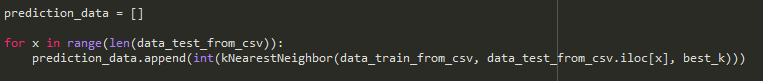 prediction_data = []
for x in range(len(data_test_from_csv)):
    prediction_data.append(int(kNearestNeighbor(data_train_from_csv, data_test_from_csv.iloc[x], best_k)))